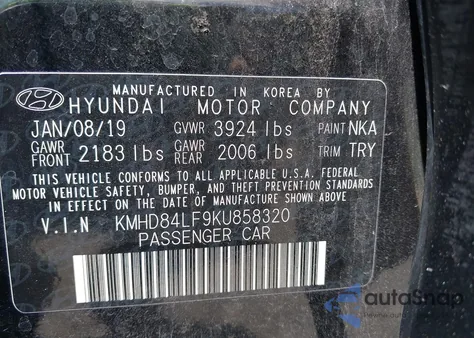 MANUFACTURED IN KOREA BY
HYUNDAI MOTOR COMPANY
JAN/08/19 GVWR 3924 lbs PAINT NKA
GAWR FRONT 2183 lbs GAWR REAR 2006 lbs TRIM TRY
THIS VEHICLE CONFORMS TO ALL APPLICABLE U.S.A. FEDERAL
MOTOR VEHICLE SAFETY, BUMPER, AND THEFT PREVENTION STANDARDS
IN EFFECT ON THE DATE OF MANUFACTURE SHOWN ABOVE.
V.I.N KMHD84LF9KU858320
PASSENGER CAR
autoSnap